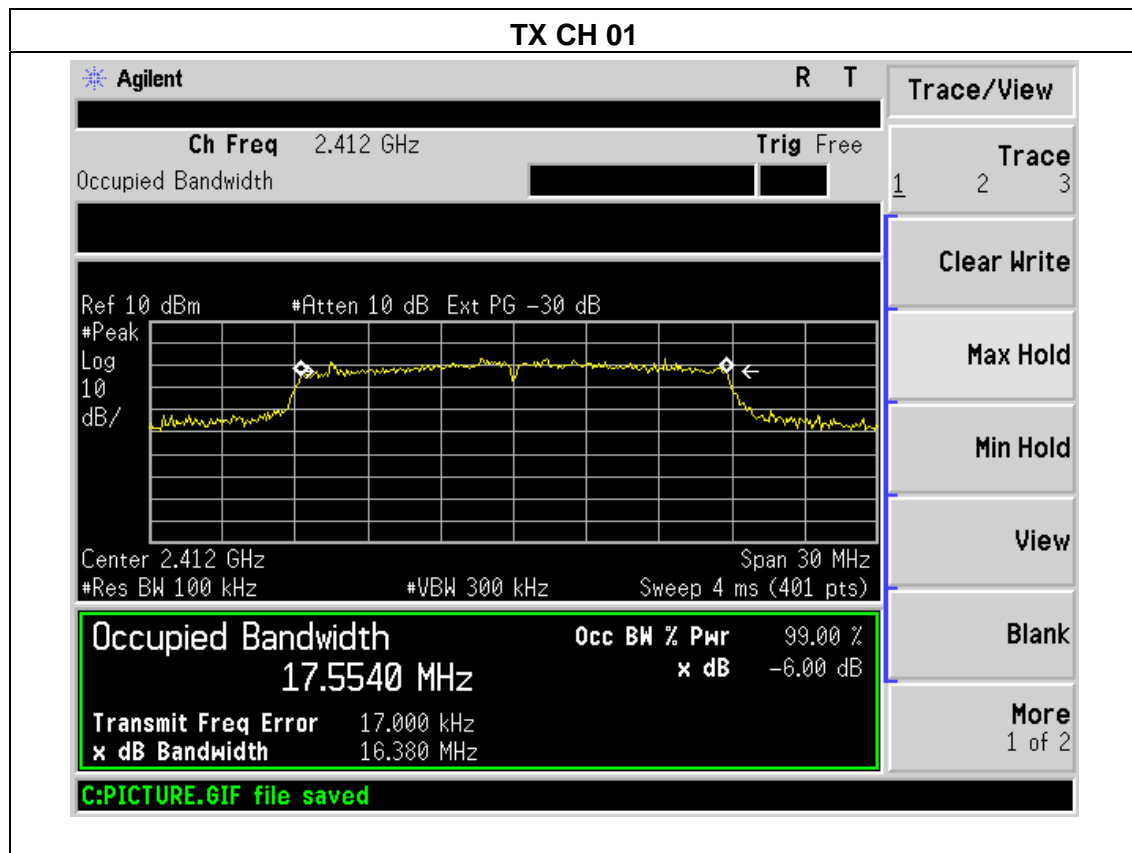 TX CH 01
Agilent R T
Trace/View
Ch Freq 2.412 GHz Trig Free
Occupied Bandwidth
Trace
1 2 3
Clear Write
Ref 10 dBm #Atten 10 dB Ext PG -30 dB
#Peak
Log
10
dB/
Max Hold
Min Hold
View
Center 2.412 GHz Span 30 MHz
#Res BW 100 kHz #VBW 300 kHz Sweep 4 ms (401 pts)
Occupied Bandwidth Occ BW % Pwr 99.00 %
17.5540 MHz x dB -6.00 dB
Blank
Transmit Freq Error 17.000 kHz
x dB Bandwidth 16.380 MHz
More
1 of 2
C:PICTURE.GIF file saved